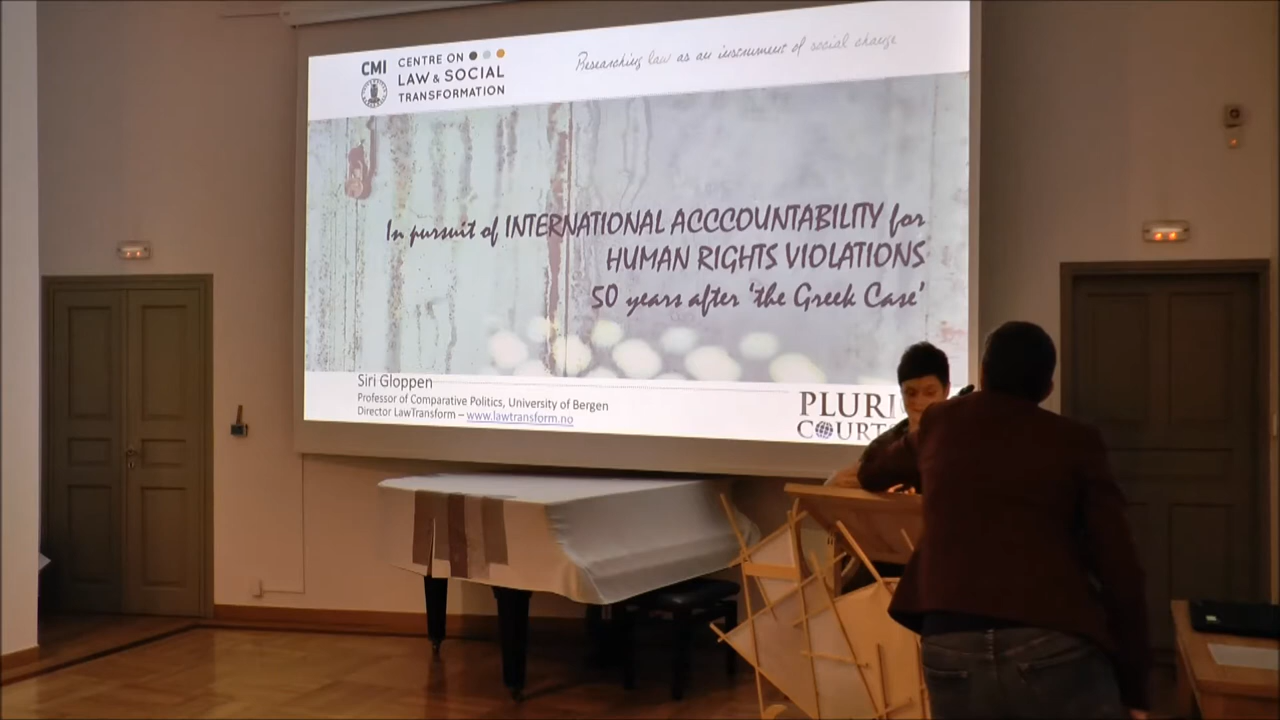 CMI
CENTRE ON
LAW & SOCIAL
TRANSFORMATION
Researching law as an instrument of social change
In pursuit of INTERNATIONAL ACCCOUNTABILITY for
HUMAN RIGHTS VIOLATIONS
50 years after 'the Greek Case'
Siri Gloppen
Professor of Comparative Politics, University of Bergen
Director LawTransform – www.lawtransform.no
PLURI
COURTS